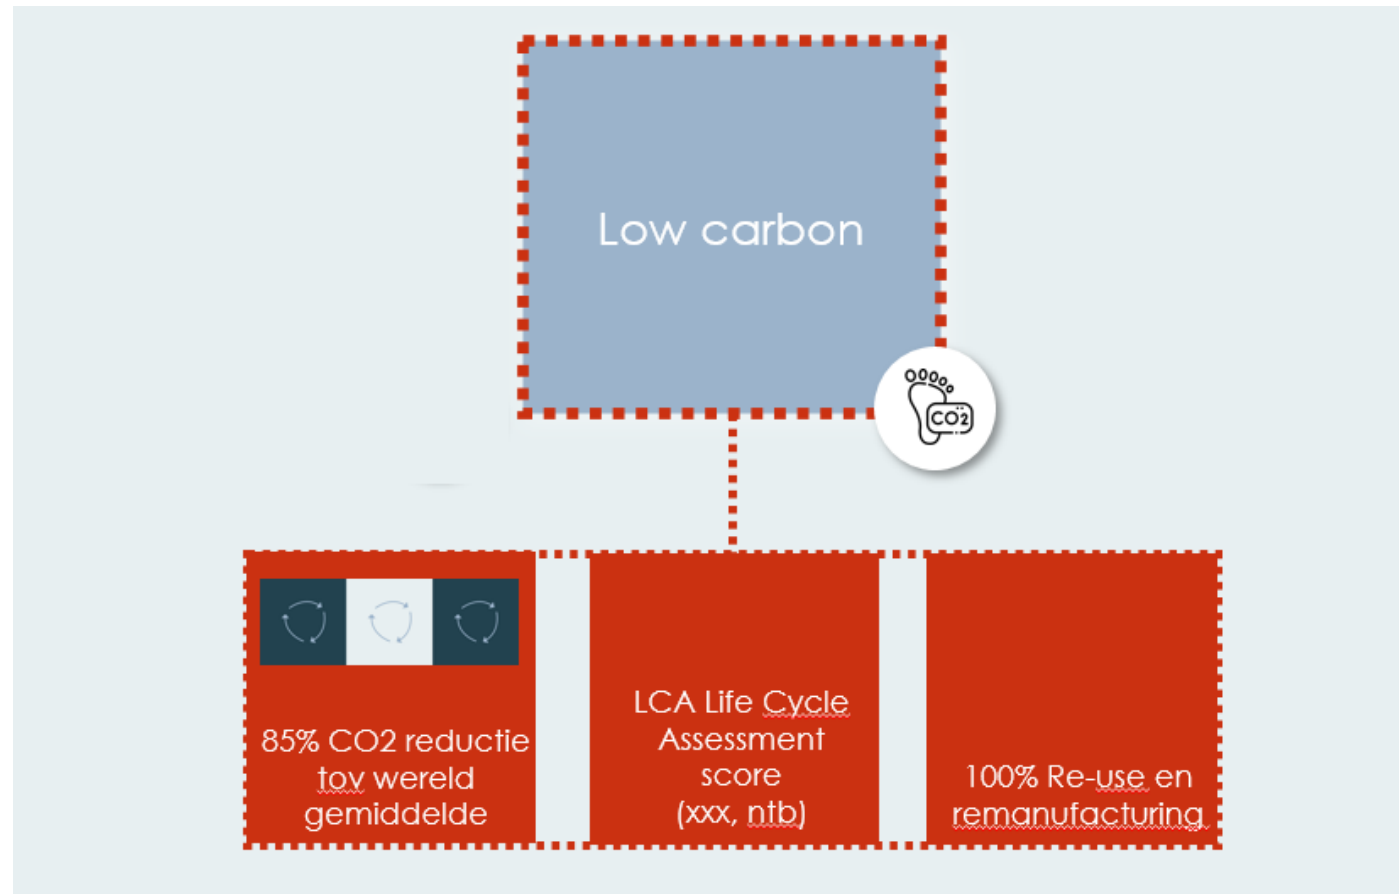 Low carbon
CO2
85% CO2 reductie
tov wereld
gemiddelde
LCA Life Cycle
Assessment
score
(xxx, ntb)
100% Re-use en
remanufacturing